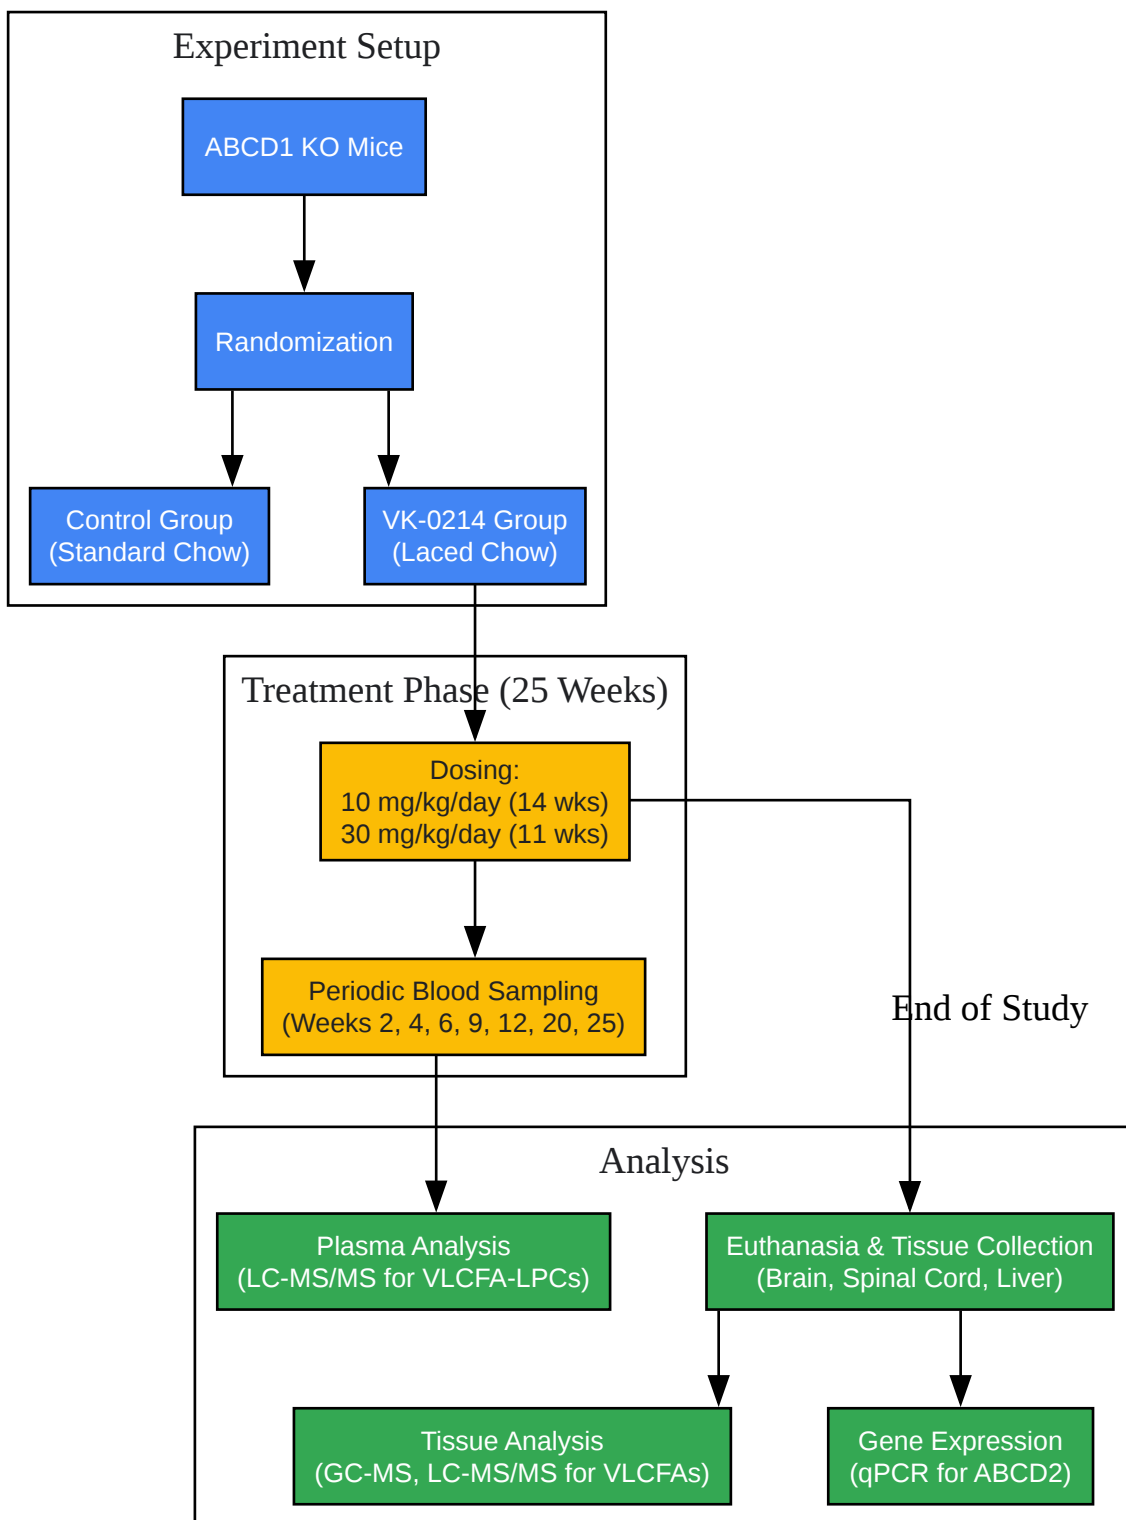 Experiment Setup
ABCD1 KO Mice
Randomization
Control Group
(Standard Chow)
VK-0214 Group
(Laced Chow)
Treatment Phase (25 Weeks)
Dosing:
10 mg/kg/day (14 wks)
30 mg/kg/day (11 wks)
Periodic Blood Sampling
(Weeks 2, 4, 6, 9, 12, 20, 25)
End of Study
Analysis
Plasma Analysis
(LC-MS/MS for VLCFA-LPCs)
Euthanasia & Tissue Collection
(Brain, Spinal Cord, Liver)
Tissue Analysis
(GC-MS, LC-MS/MS for VLCFAs)
Gene Expression
(qPCR for ABCD2)